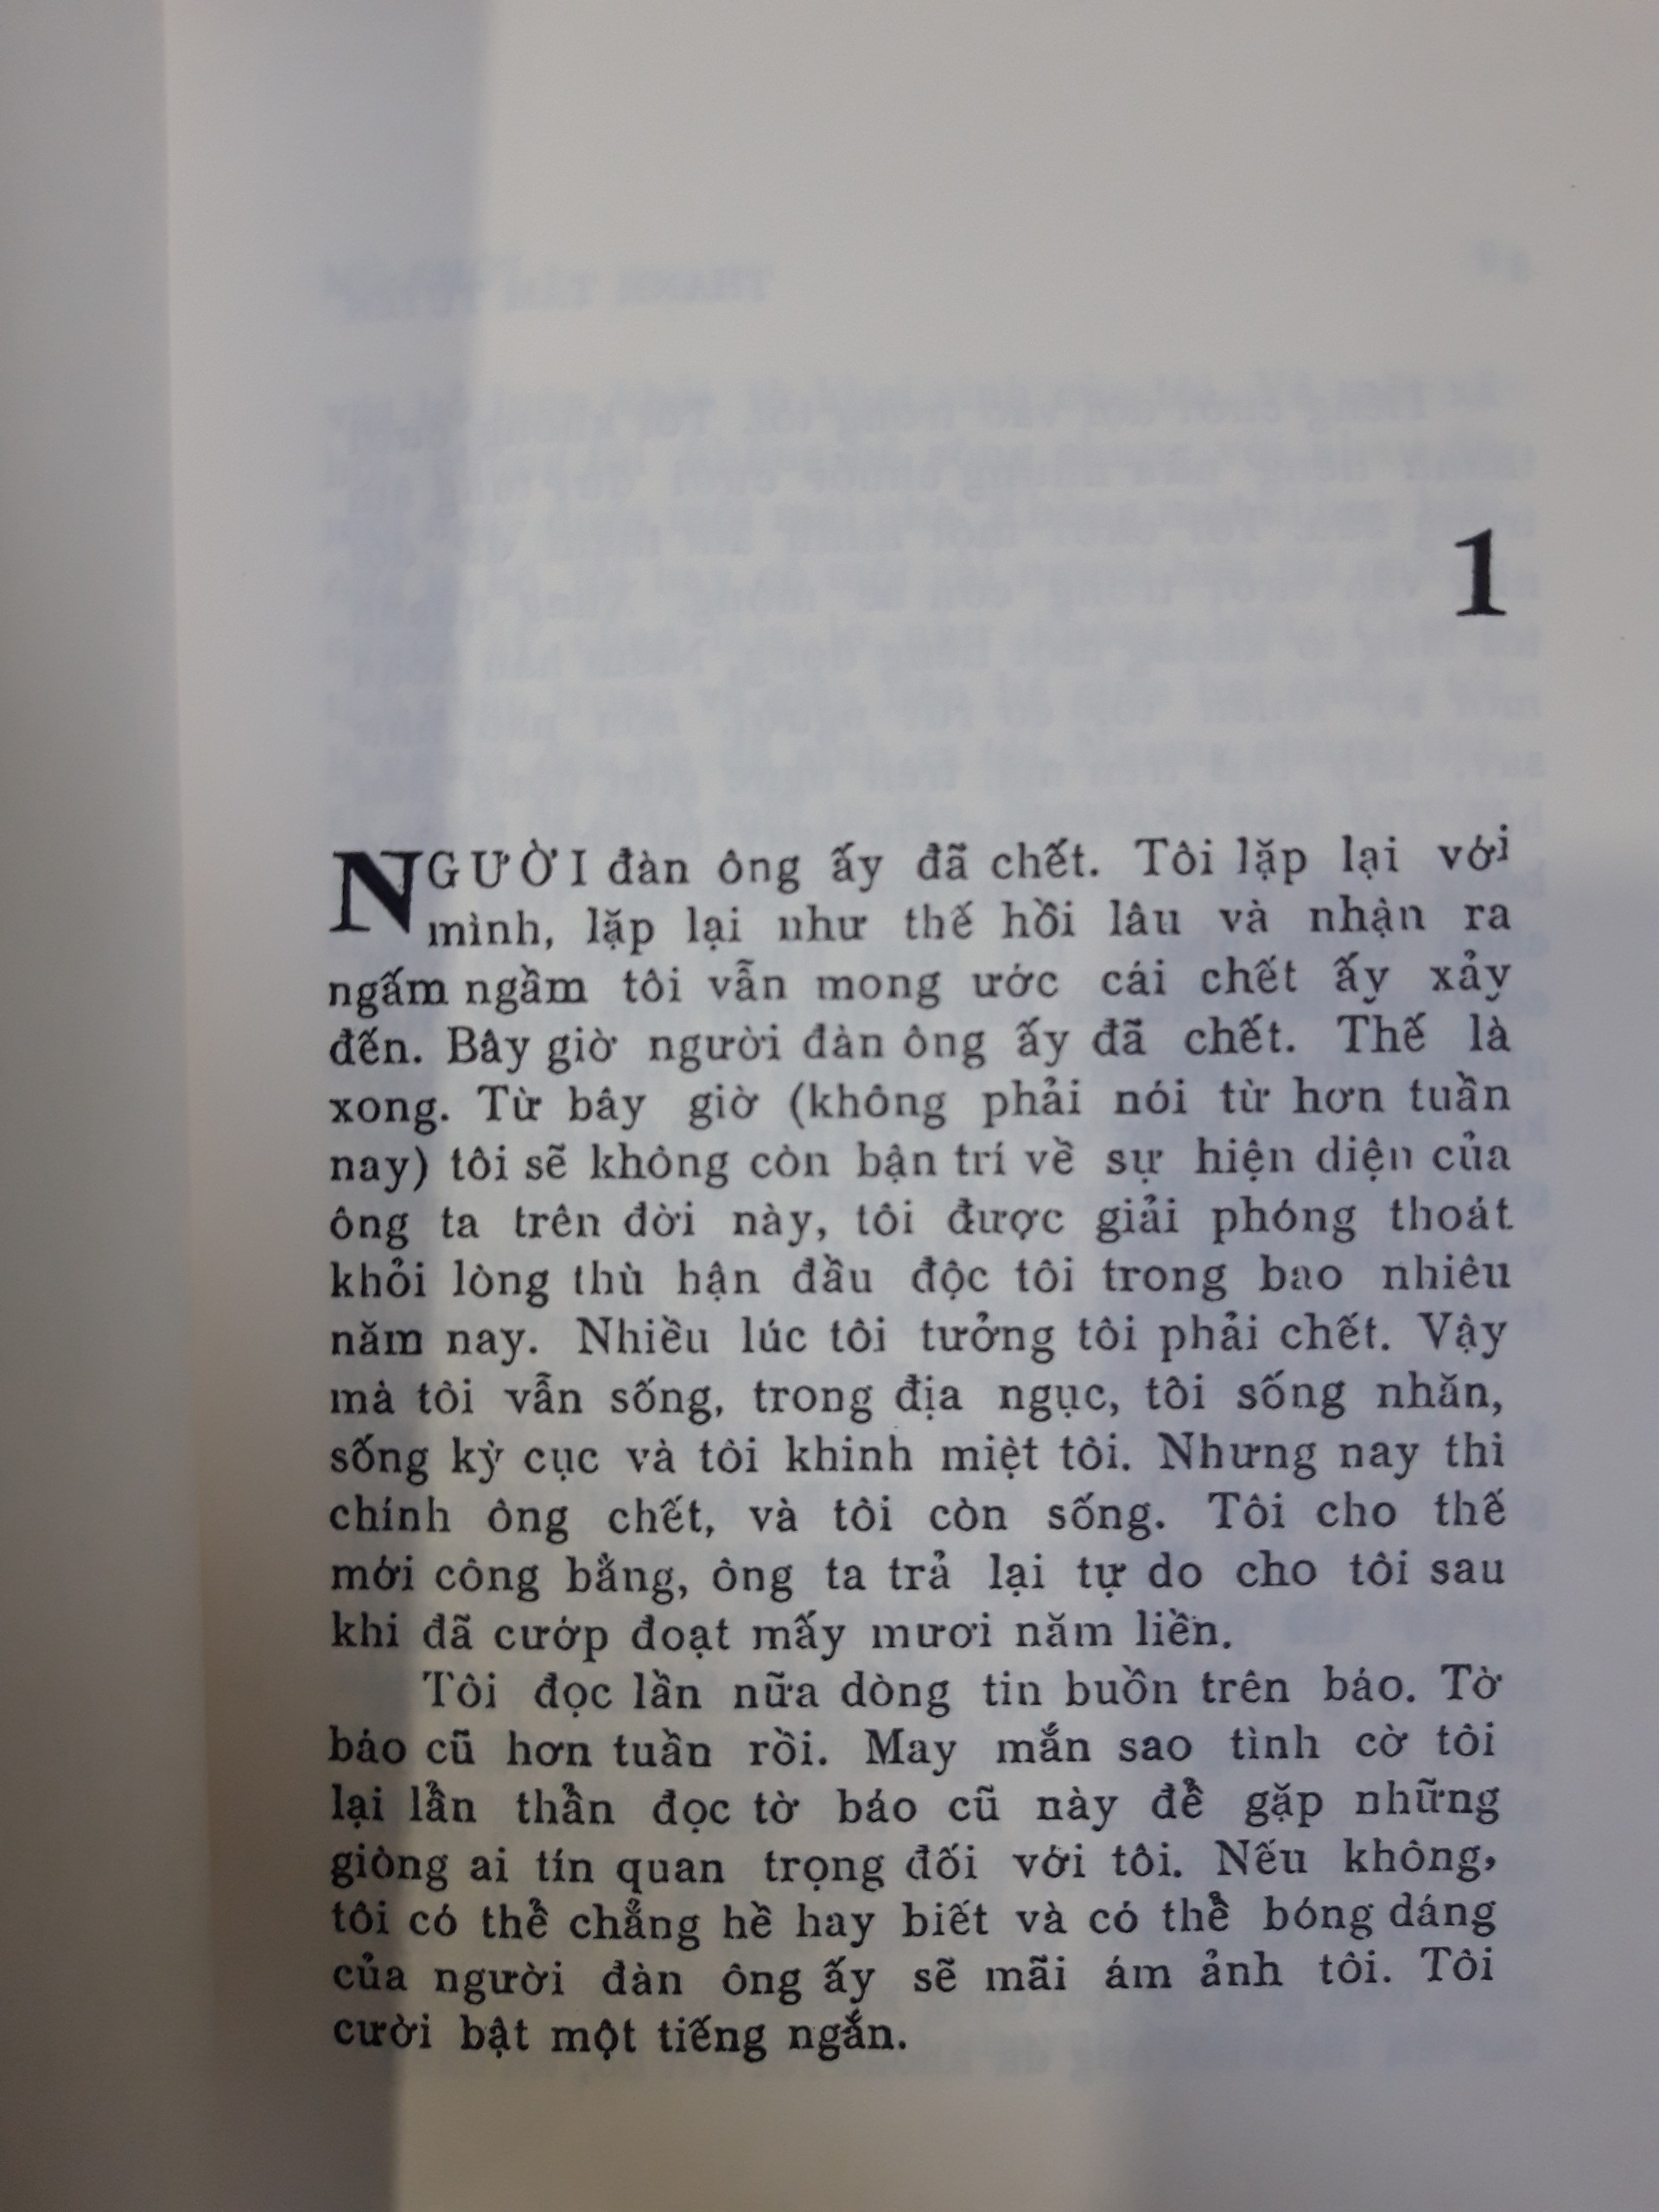 1
NGƯỜI đàn ông ấy đã chết. Tôi lặp lại với
mình, lặp lại như thế hồi lâu và nhận ra
ngấm ngầm tôi vẫn mong ước cái chết ấy xảy
đến. Bây giờ người đàn ông ấy đã chết. Thế là
xong. Từ bây giờ (không phải nói từ hơn tuần
nay) tôi sẽ không còn bận trí về sự hiện diện của
ông ta trên đời này, tôi được giải phóng thoát
khỏi lòng thù hận đầu độc tôi trong bao nhiêu
năm nay. Nhiều lúc tôi tưởng tôi phải chết. Vậy
mà tôi vẫn sống, trong địa ngục, tôi sống nhăn,
sống kỳ cục và tôi khinh miệt tôi. Nhưng nay thi
chính ông chết, và tôi còn sống. Tôi cho thế
mới công bằng, ông ta trả lại tự do cho tôi sau
khi đã cướp đoạt mấy mươi năm liền.
Tôi đọc lần nữa dòng tin buồn trên báo. Tờ
báo cũ hơn tuần rồi. May mắn sao tình cờ tôi
lại lẩn thẩn đọc tờ báo cũ này để gặp những
giòng ai tín quan trọng đối với tôi. Nếu không,
tôi có thể chẳng hề hay biết và có thể bóng dáng
của người đàn ông ấy sẽ mãi ám ảnh tôi. Tôi
cười bật một tiếng ngắn.